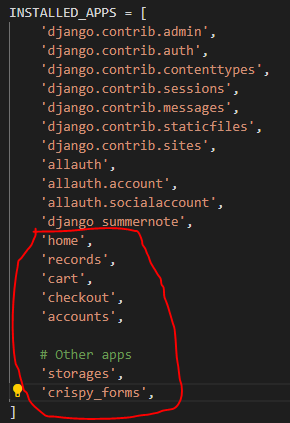 INSTALLED_APPS = [
'django.contrib.admin',
'django.contrib.auth',
'django.contrib.contenttypes',
'django.contrib.sessions',
'django.contrib.messages',
'django.contrib.staticfiles',
'django.contrib.sites',
'allauth',
'allauth.account',
'allauth.socialaccount',
'django_summernote',
'home',
'records',
'cart',
'checkout',
'accounts',
# Other apps
'storages',
'crispy_forms',
]